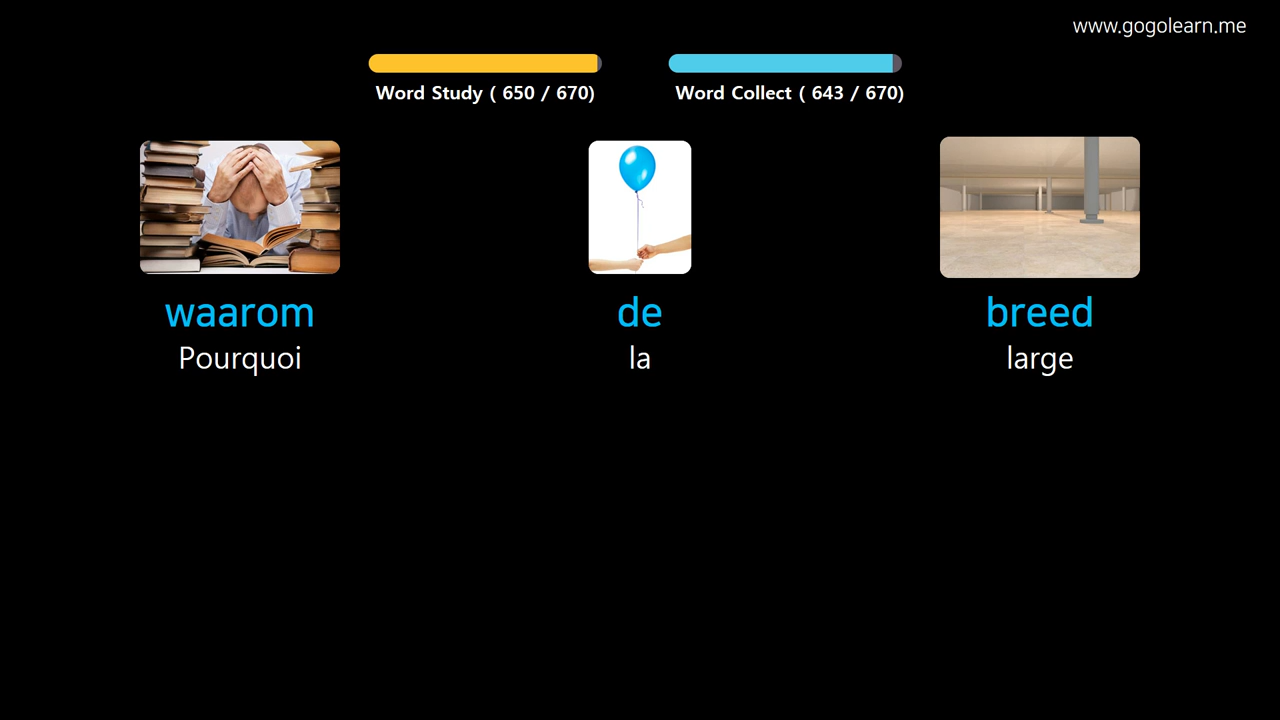 www.gogolearn.me
Word Study ( 650 / 670)
Word Collect ( 643 / 670)
waarom
de
breed
Pourquoi
la
large